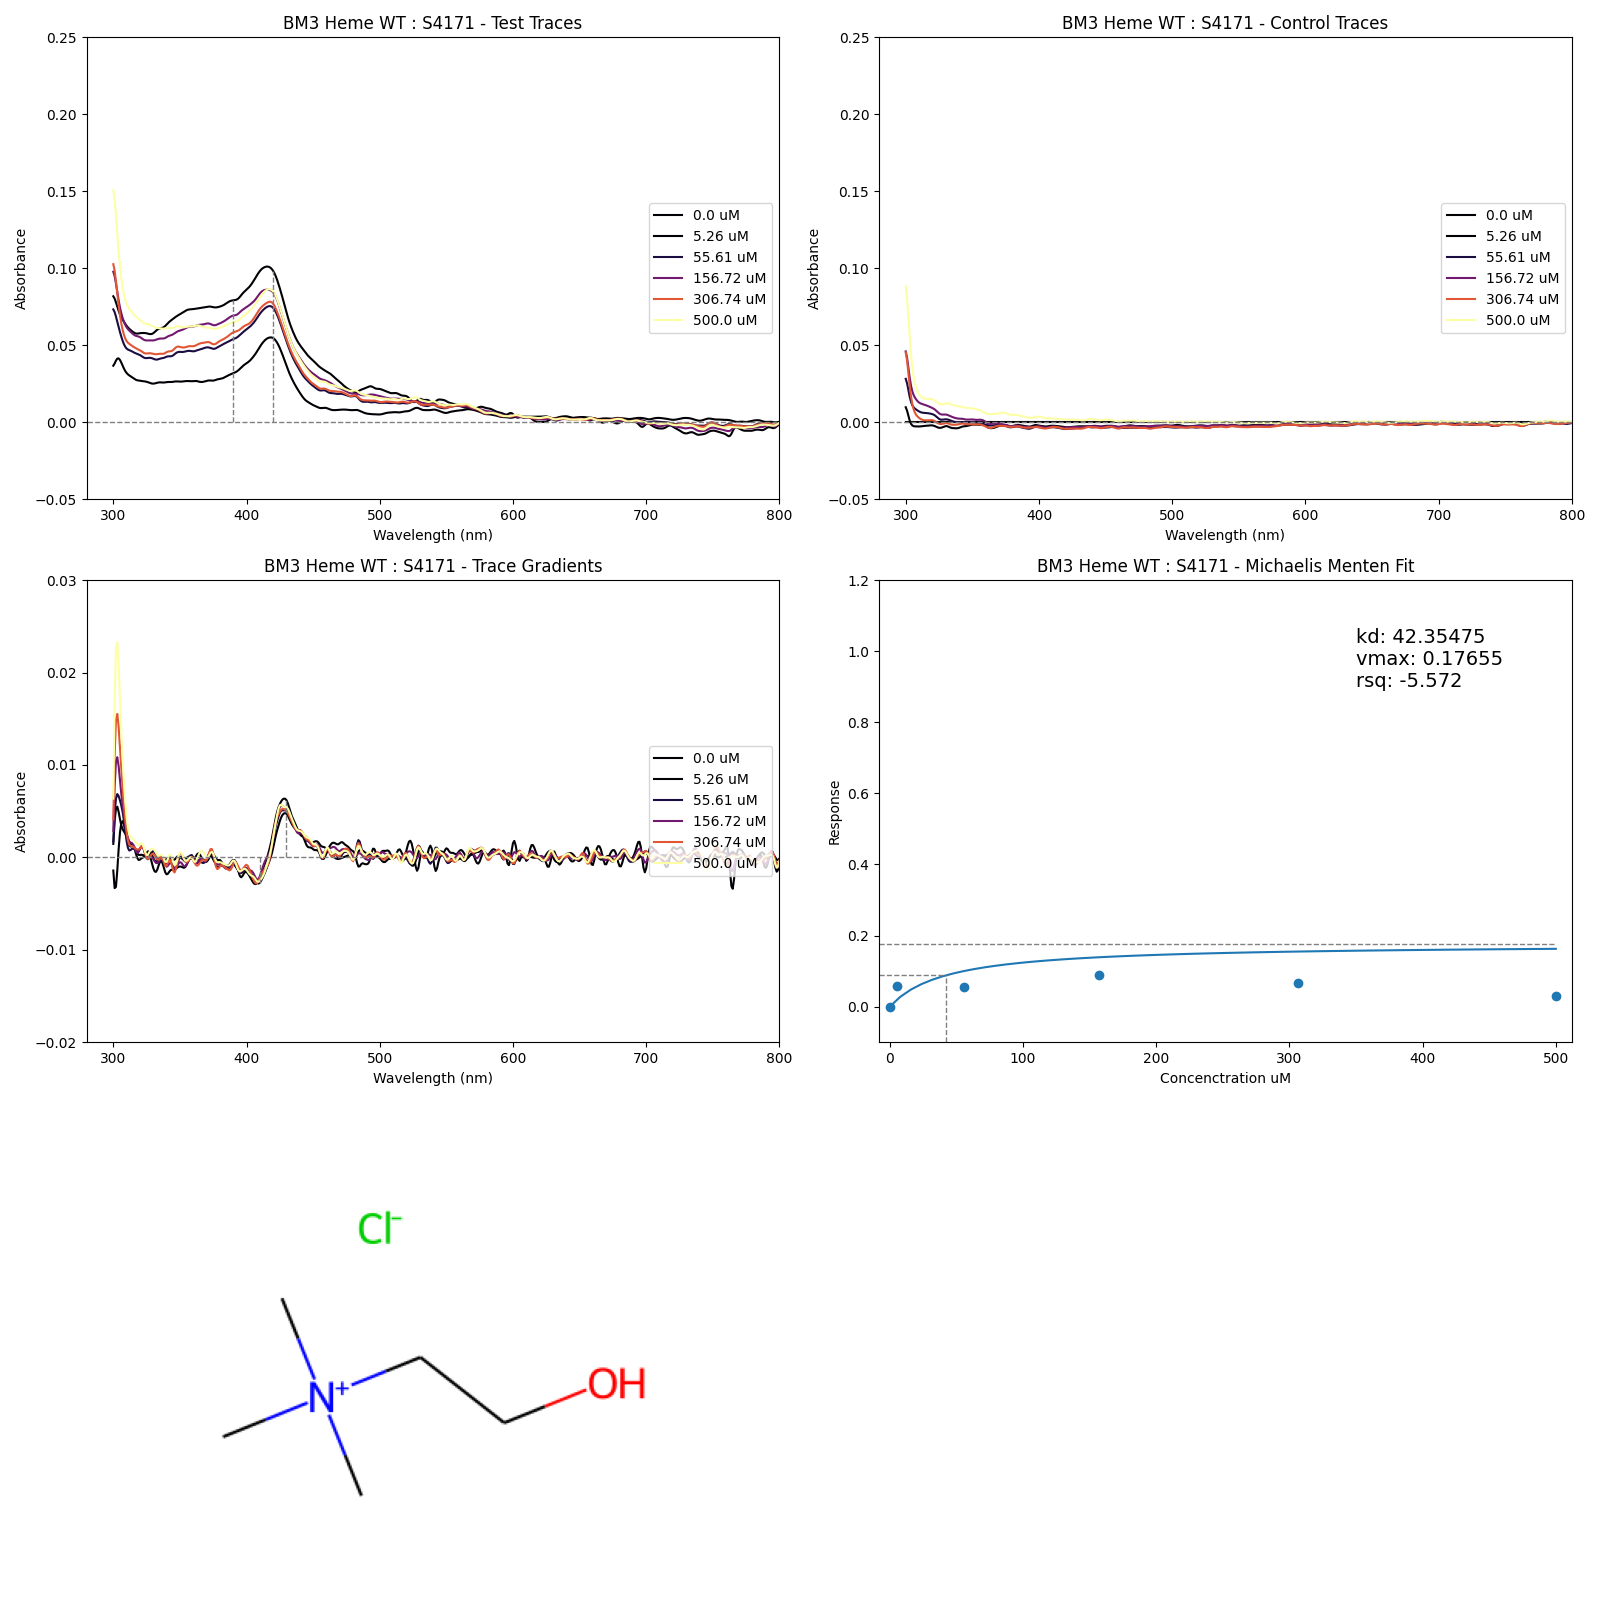 BM3 Heme WT : S4171 - Test Traces
0.25
0.20
0.15
0.10
0.05
0.00
−0.05
Absorbance
300 400 500 600 700 800
Wavelength (nm)
0.0 uM
5.26 uM
55.61 uM
156.72 uM
306.74 uM
500.0 uM
BM3 Heme WT : S4171 - Control Traces
0.25
0.20
0.15
0.10
0.05
0.00
−0.05
Absorbance
300 400 500 600 700 800
Wavelength (nm)
0.0 uM
5.26 uM
55.61 uM
156.72 uM
306.74 uM
500.0 uM
BM3 Heme WT : S4171 - Trace Gradients
0.03
0.02
0.01
0.00
−0.01
−0.02
Absorbance
300 400 500 600 700 800
Wavelength (nm)
0.0 uM
5.26 uM
55.61 uM
156.72 uM
306.74 uM
500.0 uM
BM3 Heme WT : S4171 - Michaelis Menten Fit
1.2
1.0
0.8
0.6
0.4
0.2
0.0
Response
0 100 200 300 400 500
Concenctration uM
kd: 42.35475
vmax: 0.17655
rsq: -5.572
Cl−
N+
OH